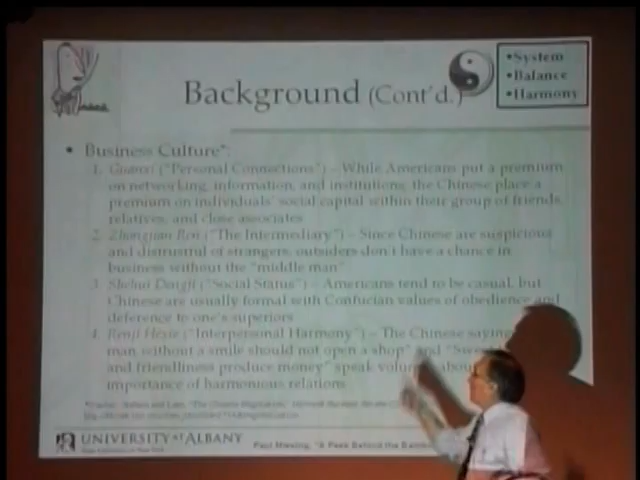 •System
•Balance
•Harmony
Background (Cont'd.)
• Business Culture*:
1. Guanxi ("Personal Connections") – While Americans put a premium
on networking, information, and institutions, the Chinese place a
premium on individuals' social capital within their group of friends,
relatives, and close associates
2. Zhongjian Ren ("The Intermediary") – Since Chinese are suspicious
and distrustful of strangers, outsiders don't have a chance in
business without the "middle man"
3. Shehui Dengji ("Social Status") – Americans tend to be casual, but
Chinese are usually formal with Confucian values of obedience and
deference to one's superiors
4. Renji Hexie ("Interpersonal Harmony") – The Chinese saying
man without a smile should not open a shop" and
and friendliness produce money" speak about
importance of harmonious relations
UNIVERSITY AT ALBANY
Paul Miesing, "A Peek Behind the